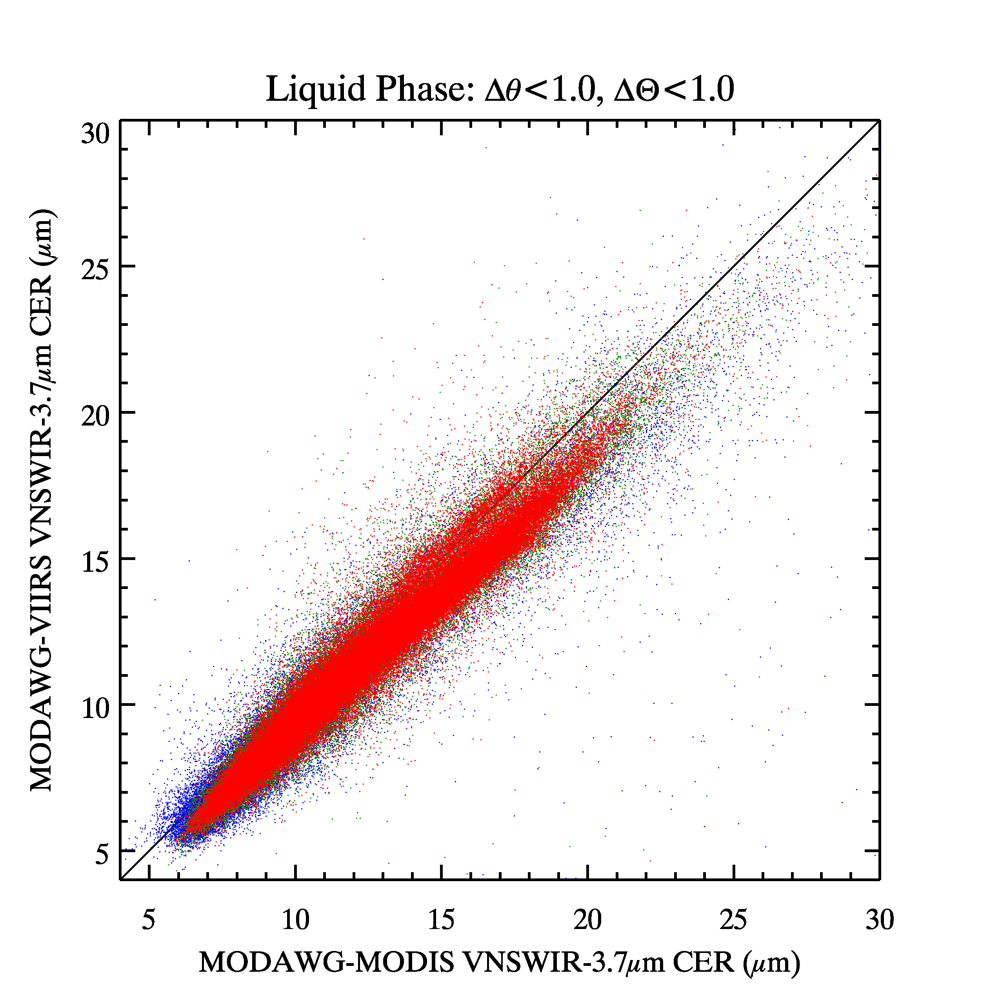 Liquid Phase: Δθ<1.0, ΔΘ<1.0
30
25
20
15
10
5
MODAWG-VIIRS VNSWIR-3.7μm CER (μm)
5 10 15 20 25 30
MODAWG-MODIS VNSWIR-3.7μm CER (μm)